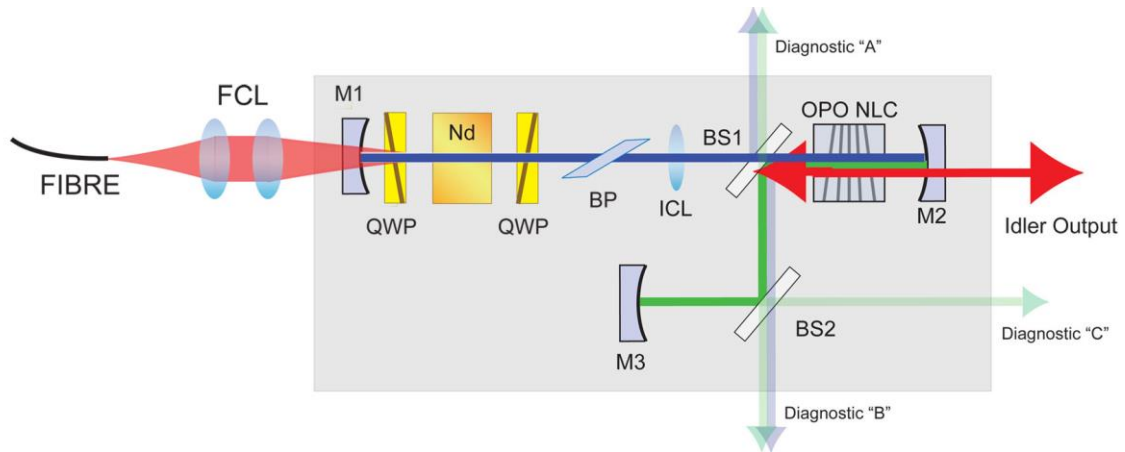 Diagnostic "A"
FCL
M1
Nd
OPO NLC
BS1
FIBRE
QWP
QWP
BP
ICL
M2
Idler Output
BS2
M3
Diagnostic "C"
Diagnostic "B"